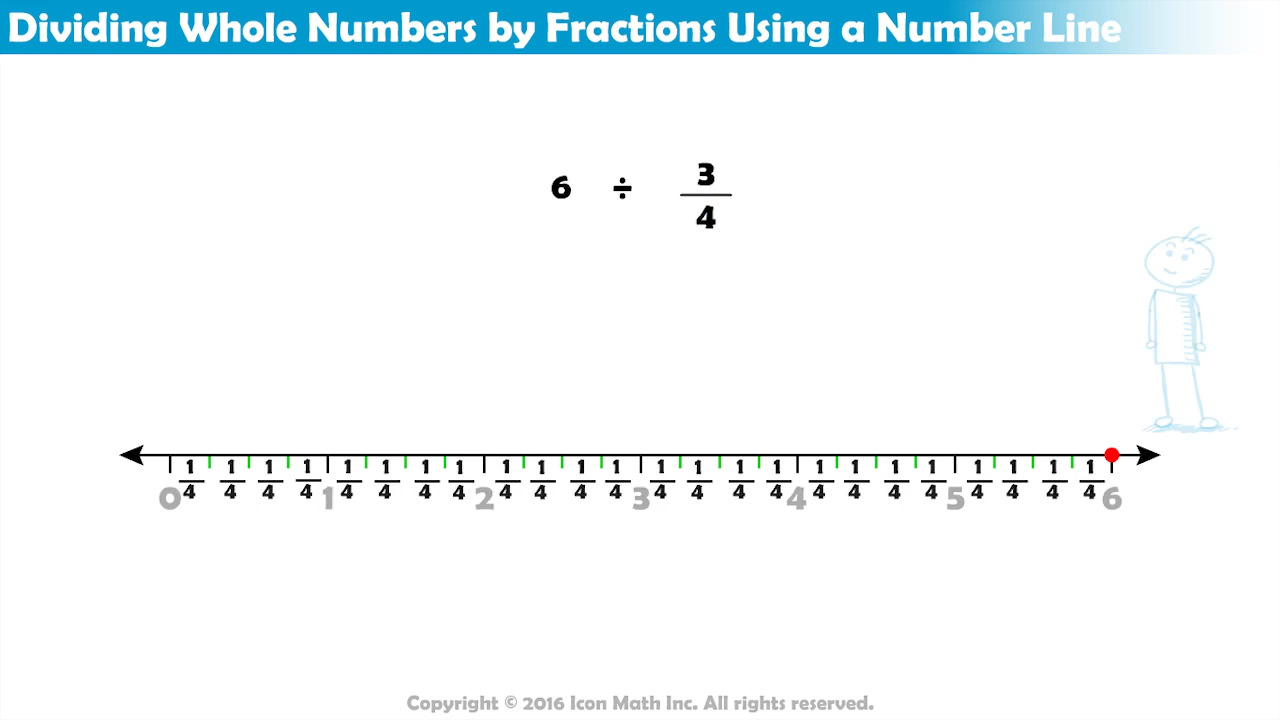 Dividing Whole Numbers by Fractions Using a Number Line
6 ÷ 3/4
1/4 1/4 1/4 1/4 1/4 1/4 1/4 1/4 1/4 1/4 1/4 1/4 1/4 1/4 1/4 1/4 1/4 1/4 1/4 1/4 1/4 1/4 1/4 1/4
0 1 2 3 4 5 6
Copyright © 2016 Icon Math Inc. All rights reserved.